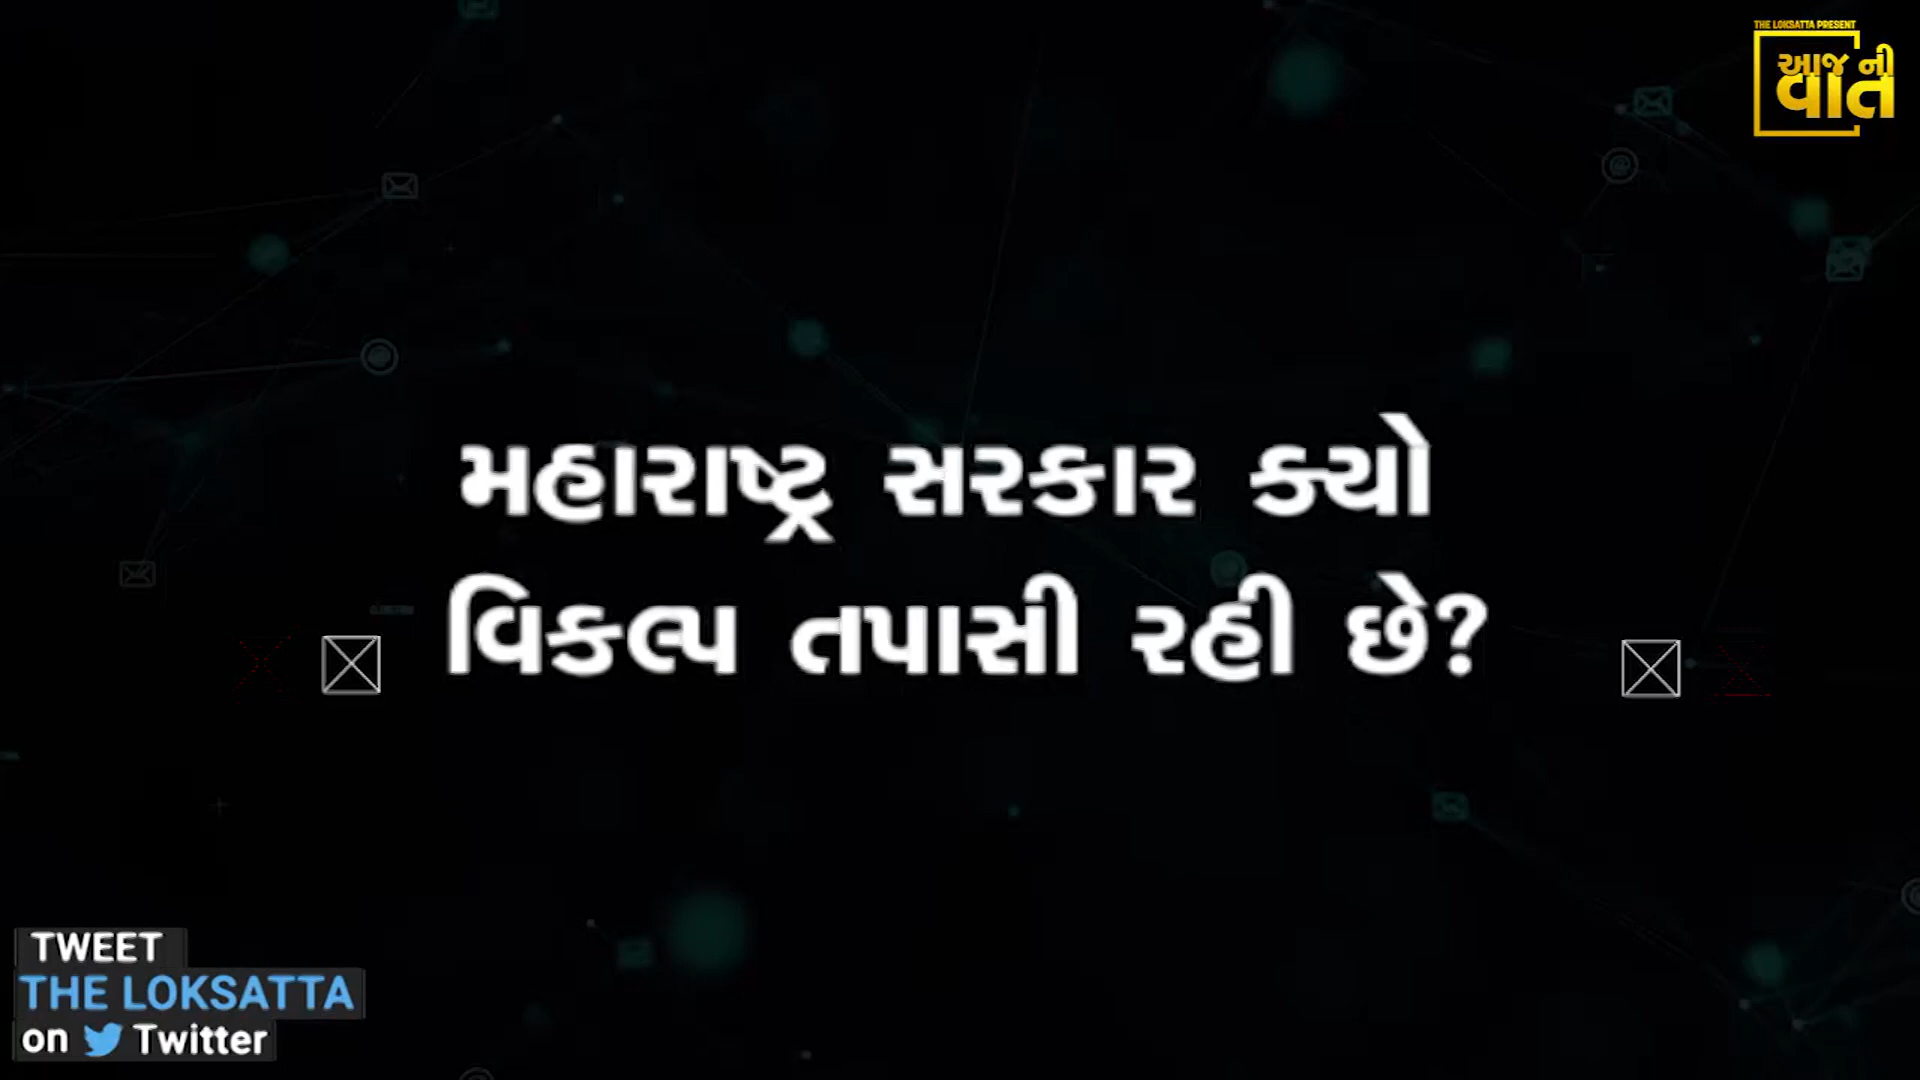 THE LOKSATTA PRESENT
આજ ની
વાત
મહારાષ્ટ્ર સરકાર ક્યો
વિકલ્પ તપાસી રહી છે?
TWEET
THE LOKSATTA
on Twitter